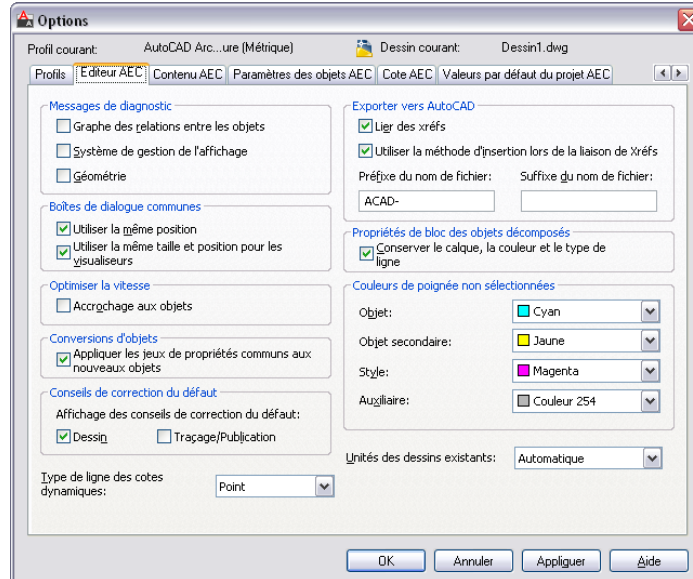 Options
Profil courant: AutoCAD Arc...ure (Métrique) Dessin courant: Dessin1.dwg
Profils Editeur AEC Contenu AEC Paramètres des objets AEC Cote AEC Valeurs par défaut du projet AEC
Messages de diagnostic
Graphe des relations entre les objets
Système de gestion de l'affichage
Géométrie
Boîtes de dialogue communes
Utiliser la même position
Utiliser la même taille et position pour les
visualiseurs
Optimiser la vitesse
Accrochage aux objets
Conversions d'objets
Appliquer les jeux de propriétés communs aux
nouveaux objets
Conseils de correction du défaut
Affichage des conseils de correction du défaut:
Dessin Traçage/Publication
Type de ligne des cotes
dynamiques: Point
Exporter vers AutoCAD
Lier des xréfs
Utiliser la méthode d'insertion lors de la liaison de Xréfs
Préfixe du nom de fichier: Suffixe du nom de fichier:
ACAD-
Propriétés de bloc des objets décomposés
Conserver le calque, la couleur et le type de
ligne
Couleurs de poignée non sélectionnées
Objet: Cyan
Objet secondaire: Jaune
Style: Magenta
Auxiliaire: Couleur 254
Unités des dessins existants: Automatique
OK Annuler Appliquer Aide